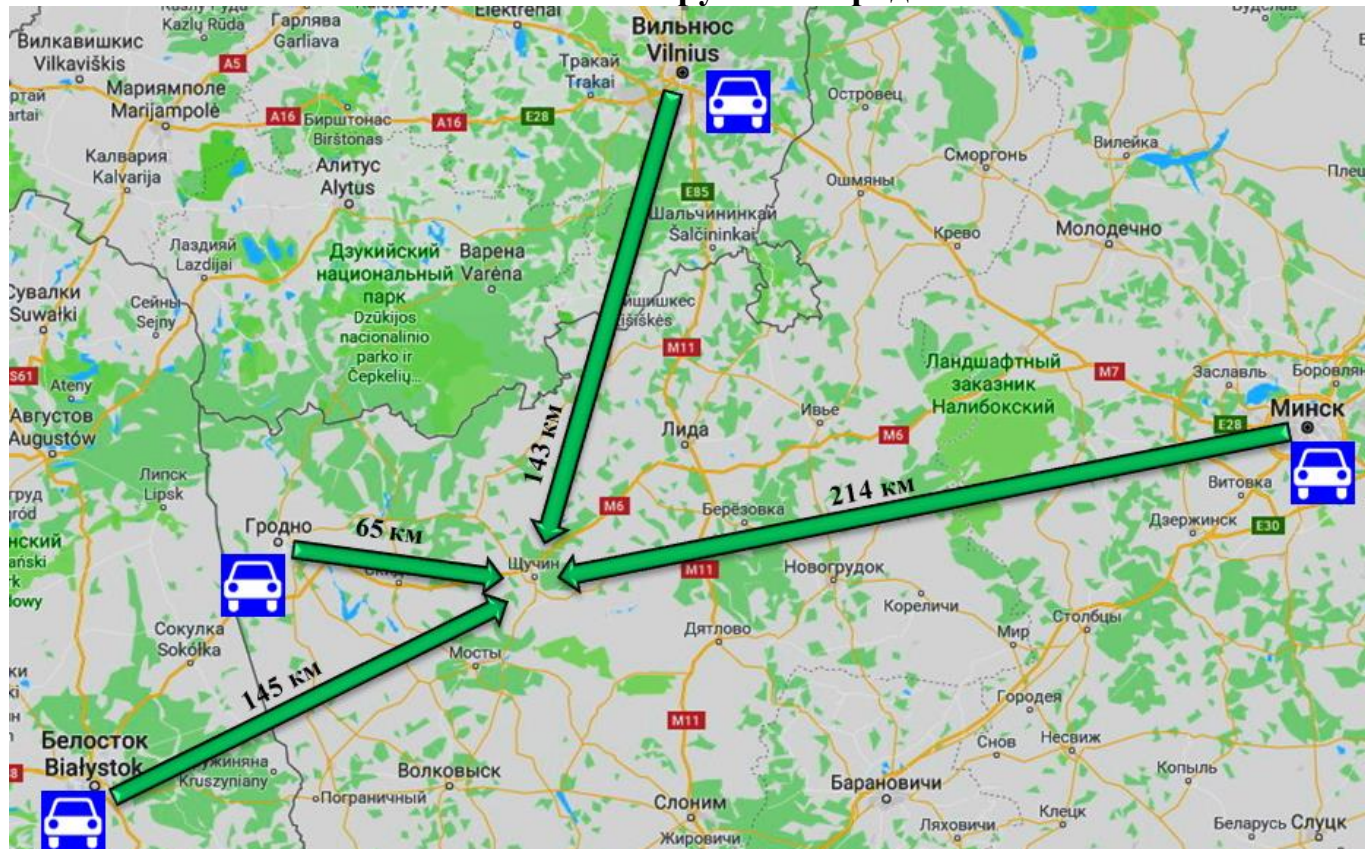 Вильнюс
Vilnius
Elektrėnai
Гарлява
Garliava
Kazlų Rūda
Вилкавишкис
Vilkaviškis
A5
Тракай
Trakai
Островец
Мариямполе
Marijampolė
A16
Бирштонас
Birštonas
A16
E28
Калвария
Kalvarija
Алитус
Alytus
Сморгонь
Вилейка
Ошмяны
E85
Шальчининкай
Šalčininkai
Крево
Молодечно
Лаздияй
Lazdijai
Дзукийский
национальный
парк
Dzūkijos
nacionalinio
parko ir
Čepkelių...
Варена
Varėna
Сувалки
Suwałki
Сейны
Sejny
M11
Ландшафтный
заказник
Налибокский
M7
Заславль
S61
Ateny
Августов
Augustów
Ивье
Лида
M6
E28
Минск
143 км
Липск
Lipsk
214 км
Витовка
M6
Берёзовка
Дзержинск
E30
Гродно
65 км
Щучин
M11
Новогрудок
Кореличи
Столбцы
Сокулка
Sokółka
Мосты
Дятлово
Мир
145 км
Городея
M11
Белосток
Białystok
Kruszyniany
Волковыск
Снов
Несвиж
Копыль
Пограничный
Барановичи
Слоним
Жировичи
Клецк
Ляховичи
Беларусь
Слуцк